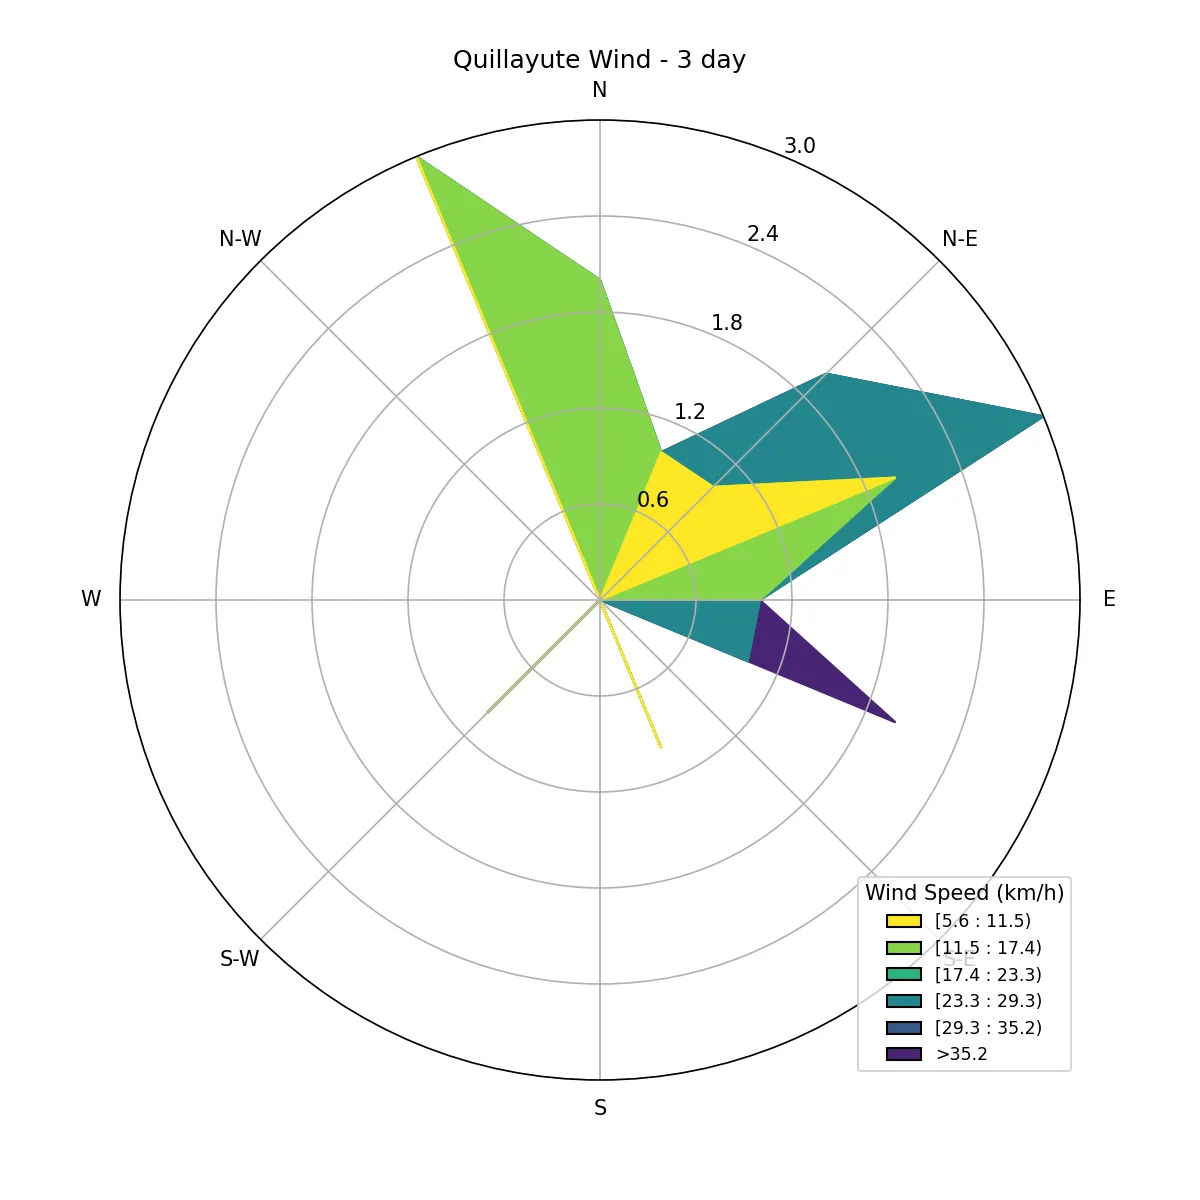 Quillayute Wind - 3 day
N
3.0
N-W
2.4
N-E
1.8
1.2
0.6
W
E
Wind Speed (km/h)
[5.6 : 11.5)
[11.5 : 17.4)
S-W
S-E
[17.4 : 23.3)
[23.3 : 29.3)
[29.3 : 35.2)
>35.2
S